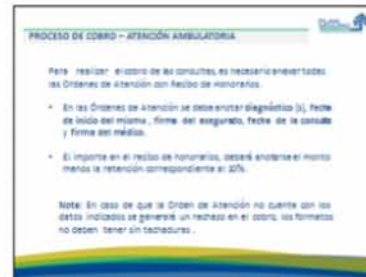 PROCESO DE COBRO – ATENCIÓN AMBULATORIA
Para realizar el cobro de las consultas, es necesario anexar todas
las Ordenes de Atención con Recibo de Honorarios.
• En las Órdenes de Atención se debe anotar diagnóstico (s), fecha
de inicio del mismo, firma del asegurado, fecha de la consulta
y firma del médico.
• El importe en el recibo de honorarios, deberá anotarse el monto
menos la retención correspondiente al 10%.
Nota: En caso de que la Orden de Atención no cuente con los
datos indicados se generará un rechazo en el cobro, los formatos
no deben tener sin tachaduras.